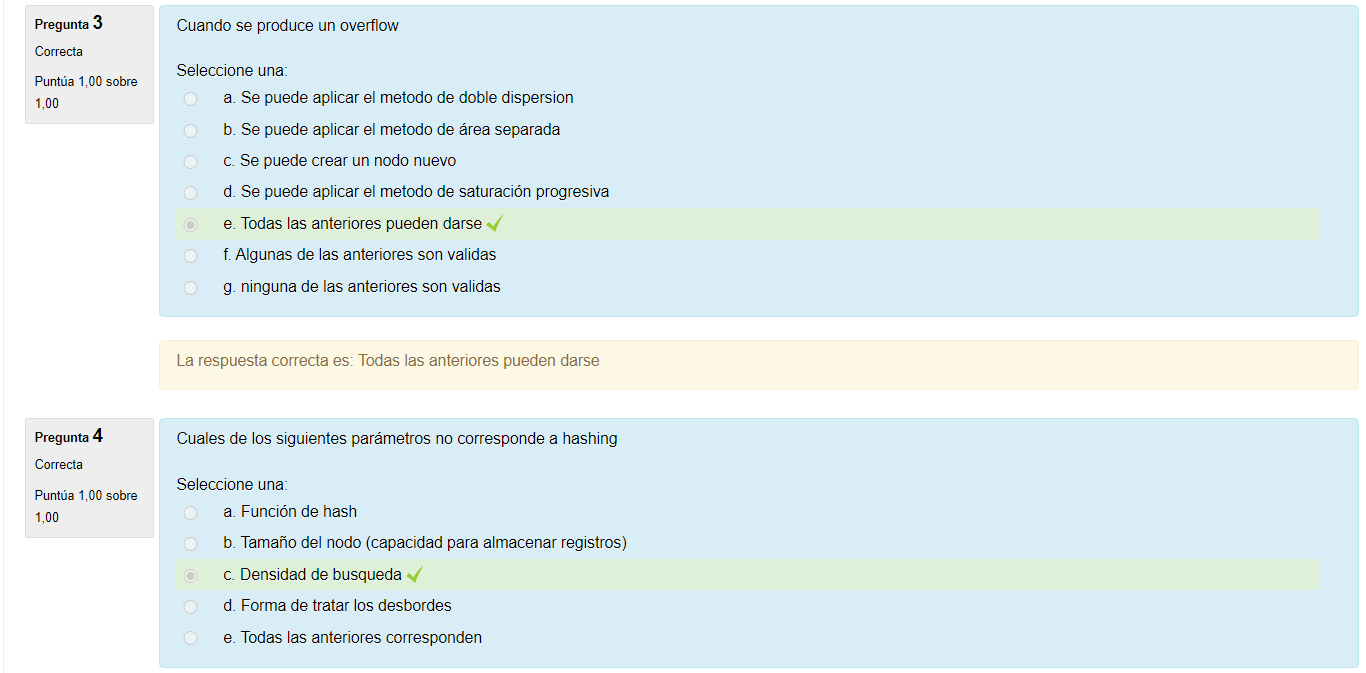 Pregunta 3
Correcta
Puntúa 1,00 sobre
1,00
Cuando se produce un overflow
Seleccione una:
a. Se puede aplicar el metodo de doble dispersion
b. Se puede aplicar el metodo de área separada
c. Se puede crear un nodo nuevo
d. Se puede aplicar el metodo de saturación progresiva
e. Todas las anteriores pueden darse
f. Algunas de las anteriores son validas
g. ninguna de las anteriores son validas
La respuesta correcta es: Todas las anteriores pueden darse
Pregunta 4
Correcta
Puntúa 1,00 sobre
1,00
Cuales de los siguientes parámetros no corresponde a hashing
Seleccione una:
a. Función de hash
b. Tamaño del nodo (capacidad para almacenar registros)
c. Densidad de busqueda
d. Forma de tratar los desbordes
e. Todas las anteriores corresponden